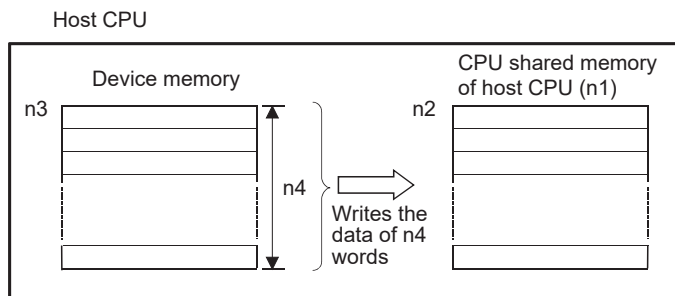 Host CPU
Device memory
CPU shared memory
of host CPU (n1)
n3
n2
n4
Writes the
data of n4
words